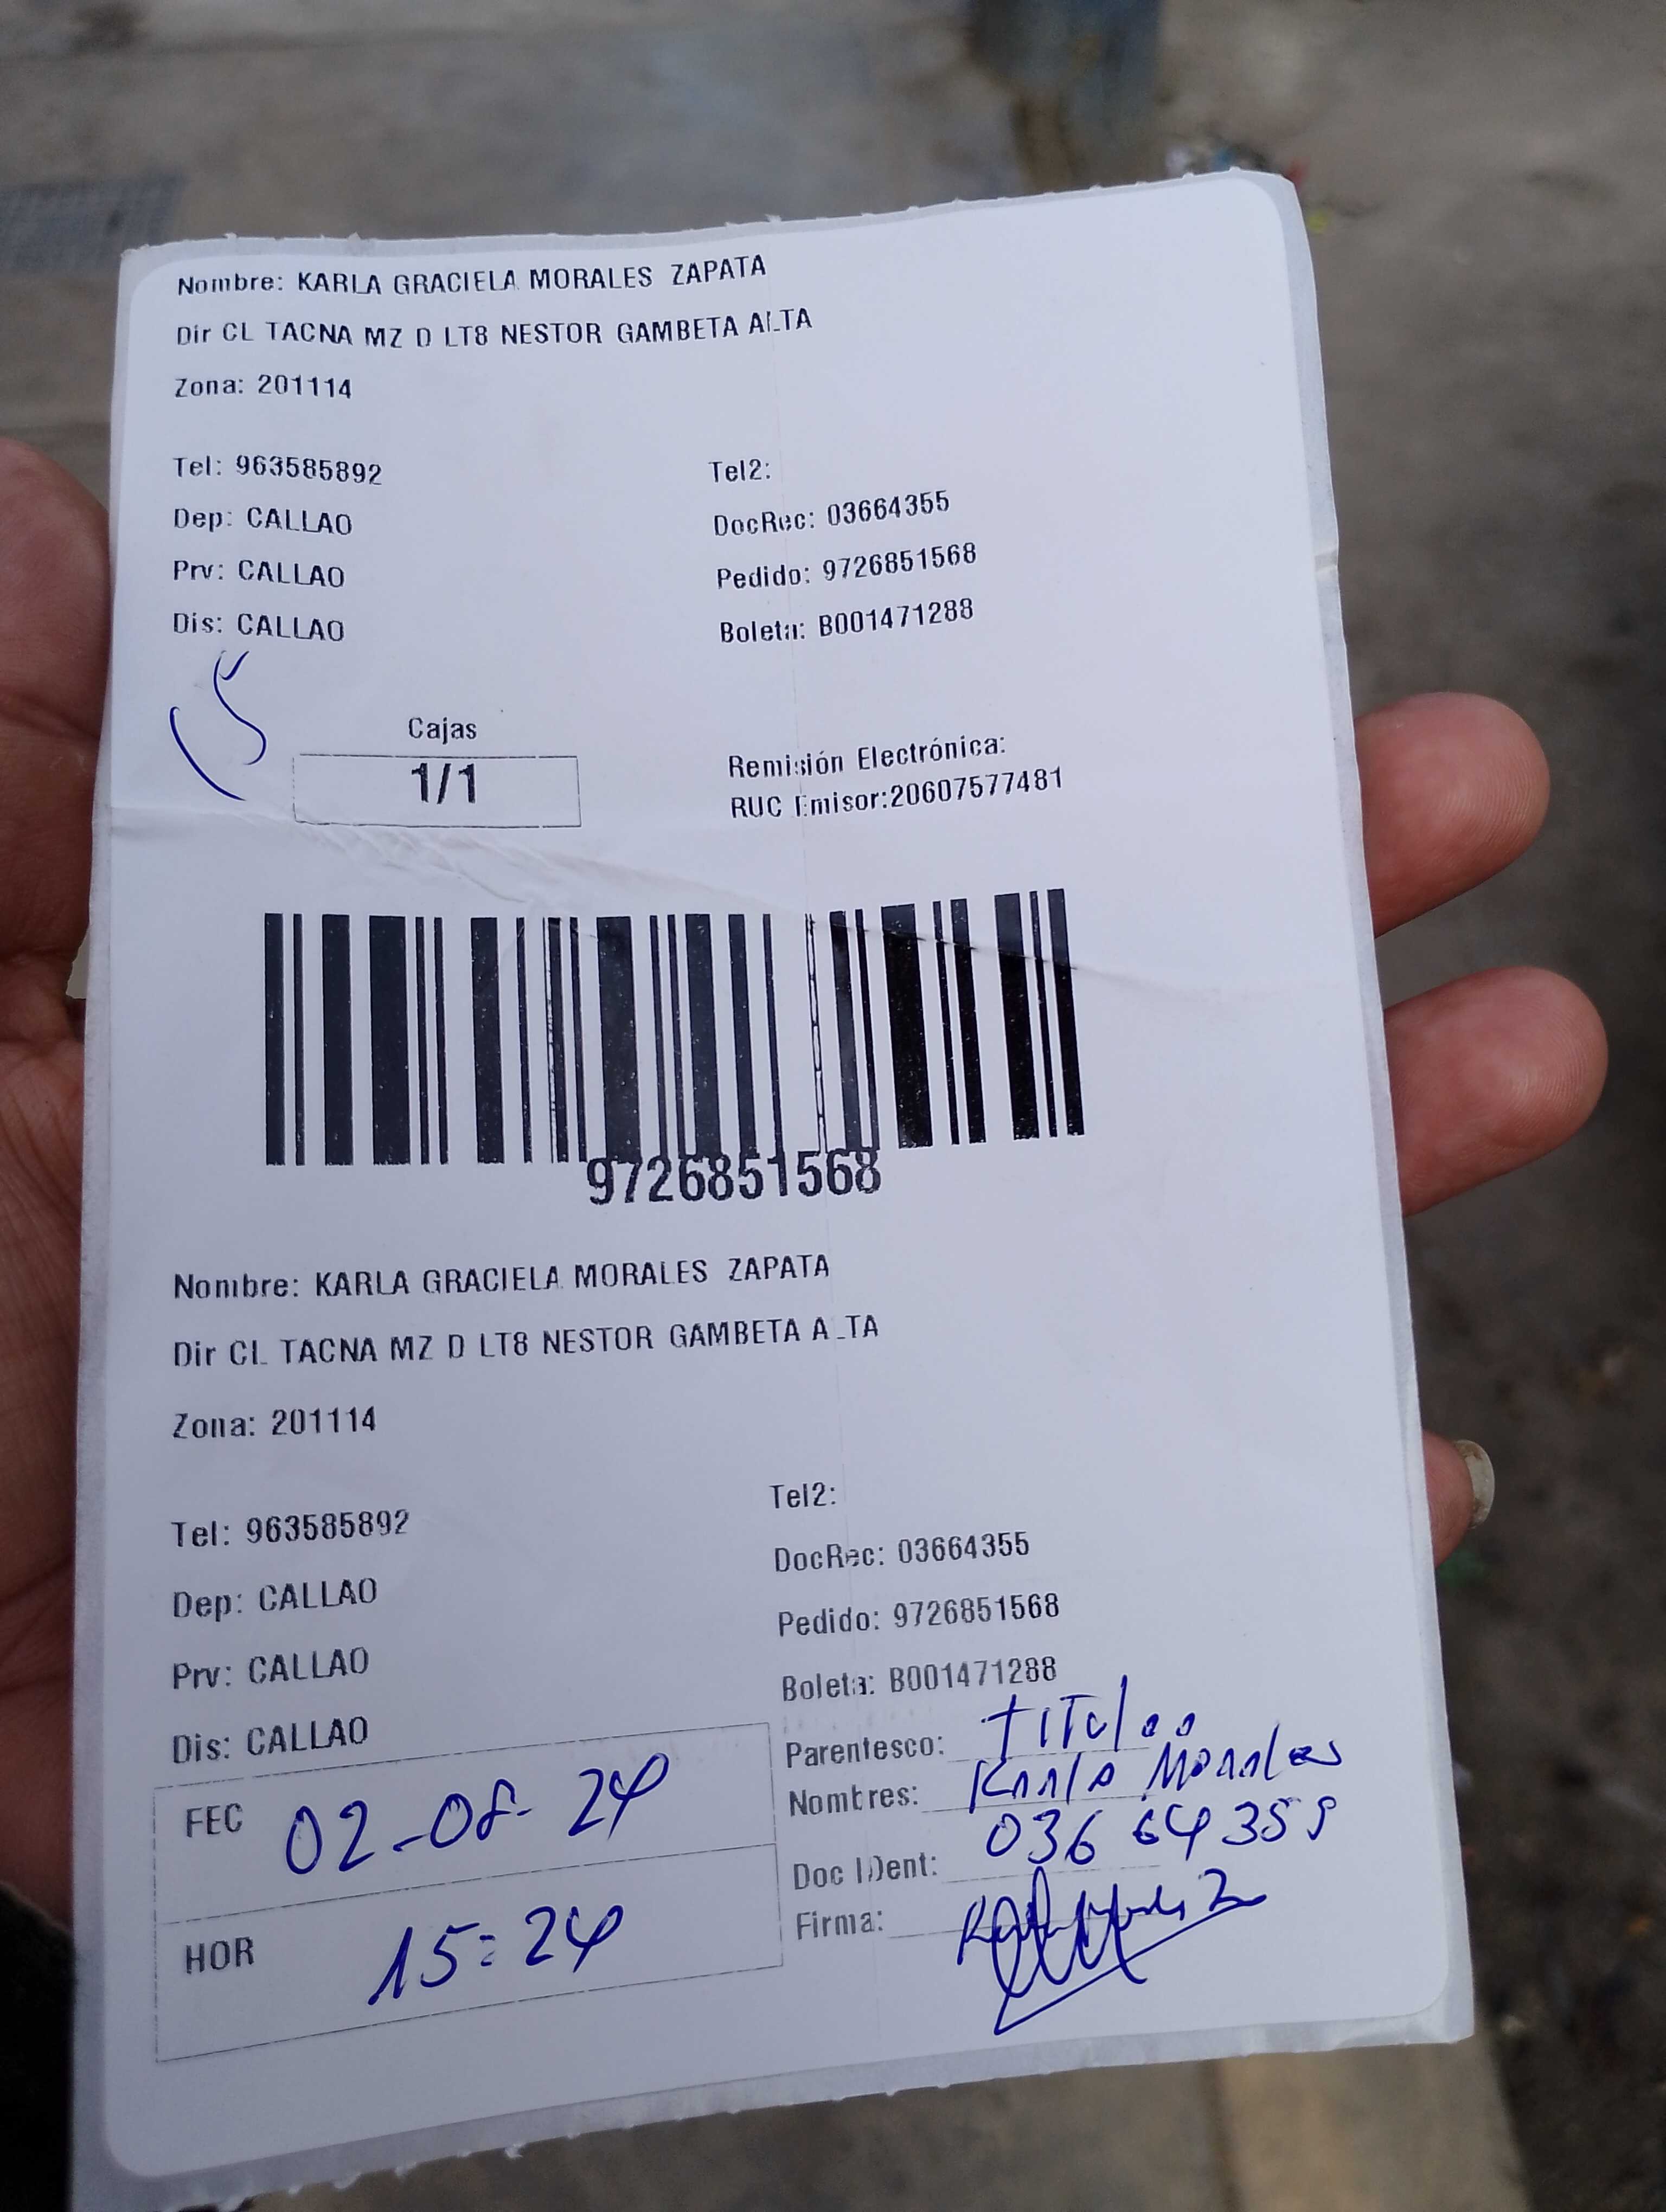 Nombre: KARLA GRACIELA MORALES ZAPATA
Dir CL TACNA MZ D LT8 NESTOR GAMBETA ALTA
Zona: 201114
Tel: 963585892 Tel2:
Dep: CALLAO DocRec: 03664355
Prv: CALLAO Pedido: 9726851568
Dis: CALLAO Boleta: B001471288
Cajas
1/1
Remisión Electrónica:
RUC Emisor:20607577481
9726851568
Nombre: KARLA GRACIELA MORALES ZAPATA
Dir CL TACNA MZ D LT8 NESTOR GAMBETA ALTA
Zona: 201114
Tel: 963585892 Tel2:
Dep: CALLAO DocRec: 03664355
Prv: CALLAO Pedido: 9726851568
Dis: CALLAO Boleta: B001471288
FEC 02-08-24
HOR 15:24
Parentesco:
Nombres: Karla Morales
Doc IDent: 03664355
Firma: